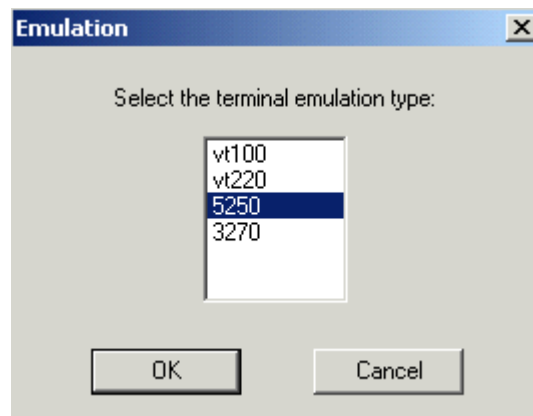 Emulation
Select the terminal emulation type:
vt100
vt220
5250
3270
OK Cancel